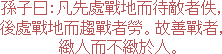 孫子曰：凡先處戰地而待敵者佚，
後處戰地而趨戰者勞。故善戰者，
緻人而不緻於人。